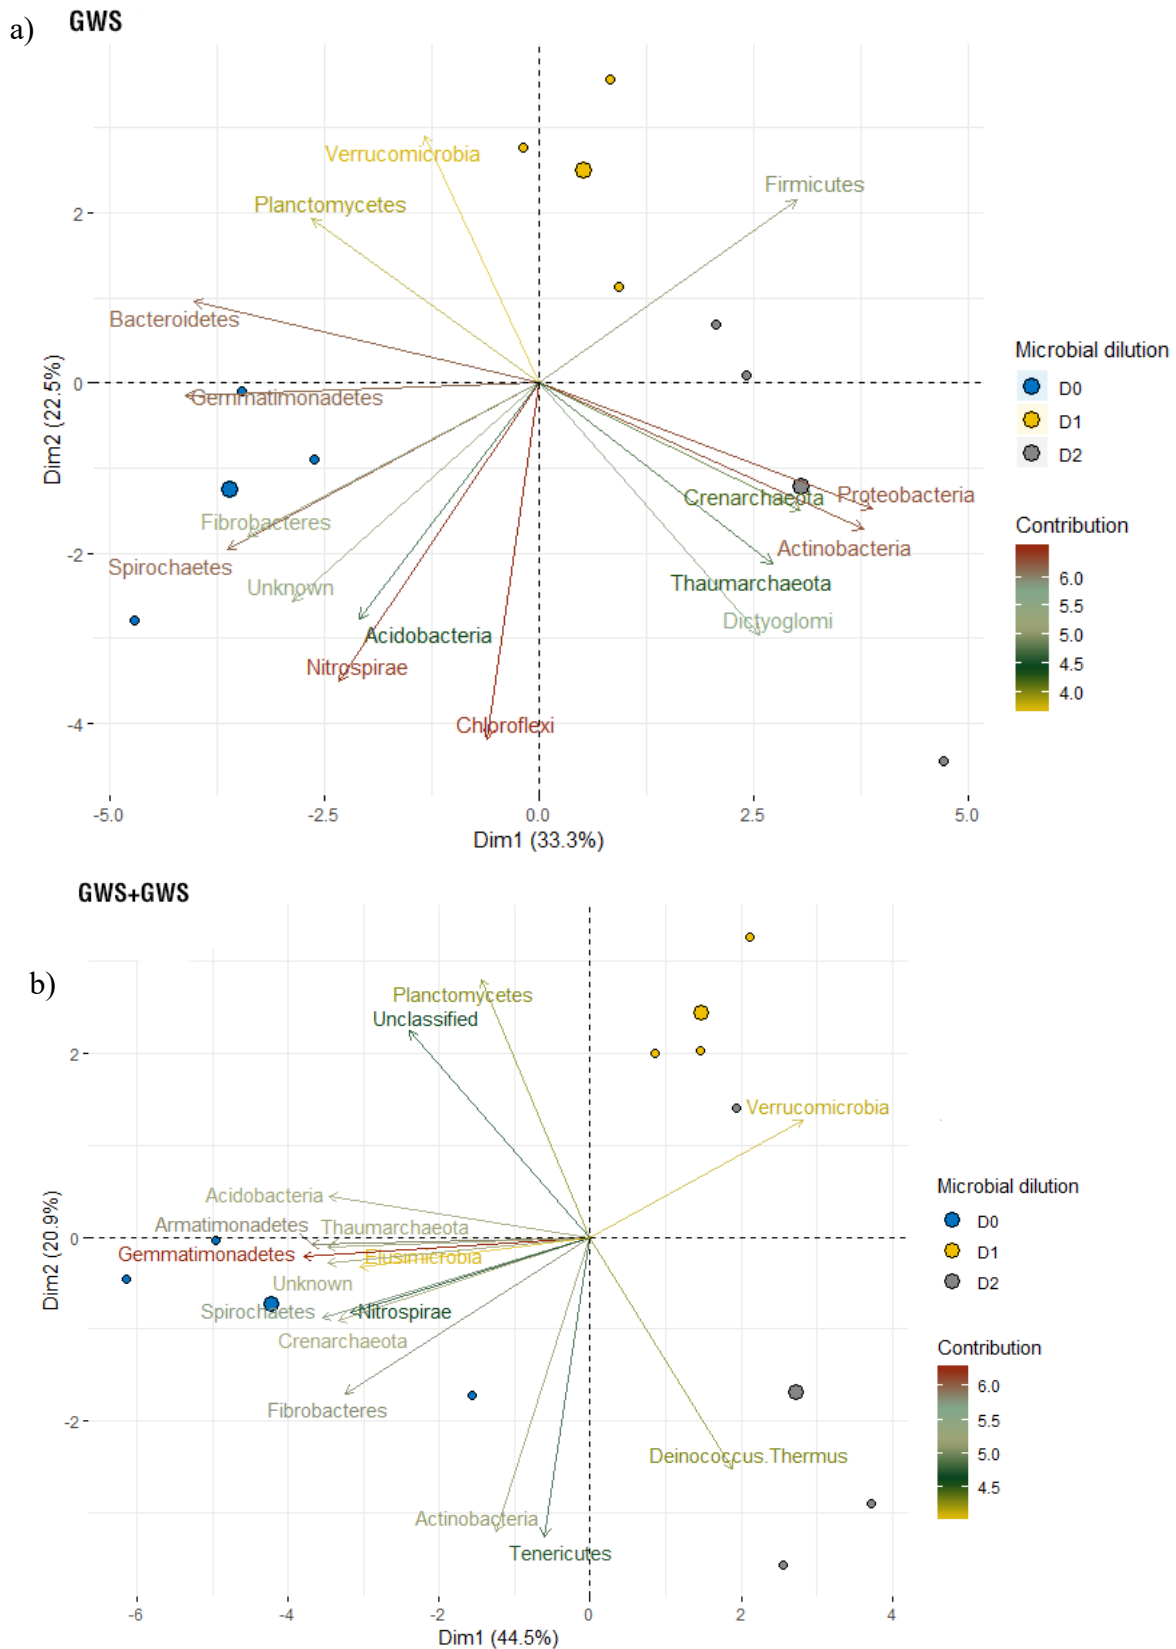 a) GWS
Verrucomicrobia
Firmicutes
Planctomycetes
2
Bacteroidetes
Microbial dilution
D0
D1
D2
0
Gemmatimonadetes
Dim2 (22.5%)
Crenarchaeota
Proteobacteria
Fibrobacteres
Actinobacteria
Contribution
6.0
5.5
5.0
4.5
4.0
-2
Spirochaetes
Thaumarchaeota
Unknown
Dictyoglomi
Acidobacteria
Nitrospirae
Chloroflexi
-4
-5.0 -2.5 0.0 2.5 5.0
Dim1 (33.3%)
GWS+GWS
b)
Planctomycetes
Unclassified
2
Verrucomicrobia
Acidobacteria
Microbial dilution
D0
D1
D2
Armatimonadetes
Thaumarchaeota
0
Gemmatimonadetes
Elusimicrobia
Dim2 (20.9%)
Unknown
Spirochaetes
Nitrospirae
Crenarchaeota
Contribution
6.0
5.5
5.0
4.5
Fibrobacteres
-2
Deinococcus.Thermus
Actinobacteria
Tenericutes
-6 -4 -2 0 2 4
Dim1 (44.5%)